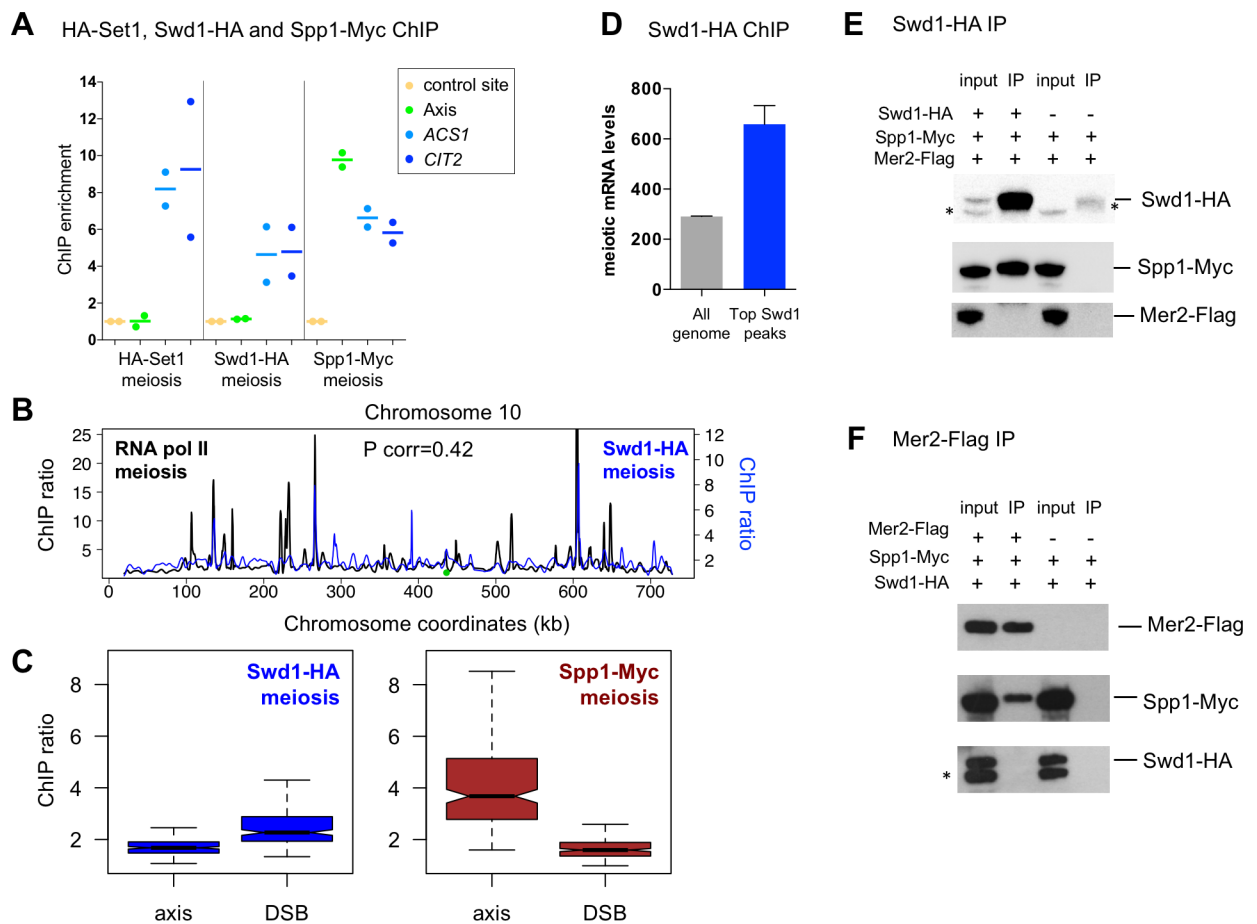 A HA-Set1, Swd1-HA and Spp1-Myc ChIP
ChIP enrichment
14
12
10
8
6
4
2
0
control site
Axis
ACS1
CIT2
HA-Set1
meiosis
Swd1-HA
meiosis
Spp1-Myc
meiosis
D Swd1-HA ChIP
meiotic mRNA levels
800
600
400
200
0
All
genome
Top Swd1
peaks
E Swd1-HA IP
input IP input IP
Swd1-HA + + - -
Spp1-Myc + + + +
Mer2-Flag + + + +
* * Swd1-HA
Spp1-Myc
Mer2-Flag
B Chromosome 10
ChIP ratio
25
20
15
10
5
RNA pol II
meiosis
P corr=0.42
Swd1-HA
meiosis
12
10
8
6
4
2
ChIP ratio
0 100 200 300 400 500 600 700
Chromosome coordinates (kb)
C
ChIP ratio
8
6
4
2
Swd1-HA
meiosis
axis DSB
8
6
4
2
Spp1-Myc
meiosis
axis DSB
F Mer2-Flag IP
input IP input IP
Mer2-Flag + + - -
Spp1-Myc + + + +
Swd1-HA + + + +
Mer2-Flag
Spp1-Myc
Swd1-HA
*